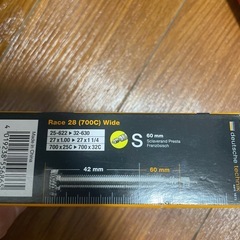 Race 28 (700C) Wide
25-622 ▸ 32-630
27 x 1.00 ▸ 27 x 1 1/4
700 x 25C ▸ 700 x 32C
S
60 mm
Sclaverand Presta
Französisch
42 mm
60 mm
Made in China
deutsche